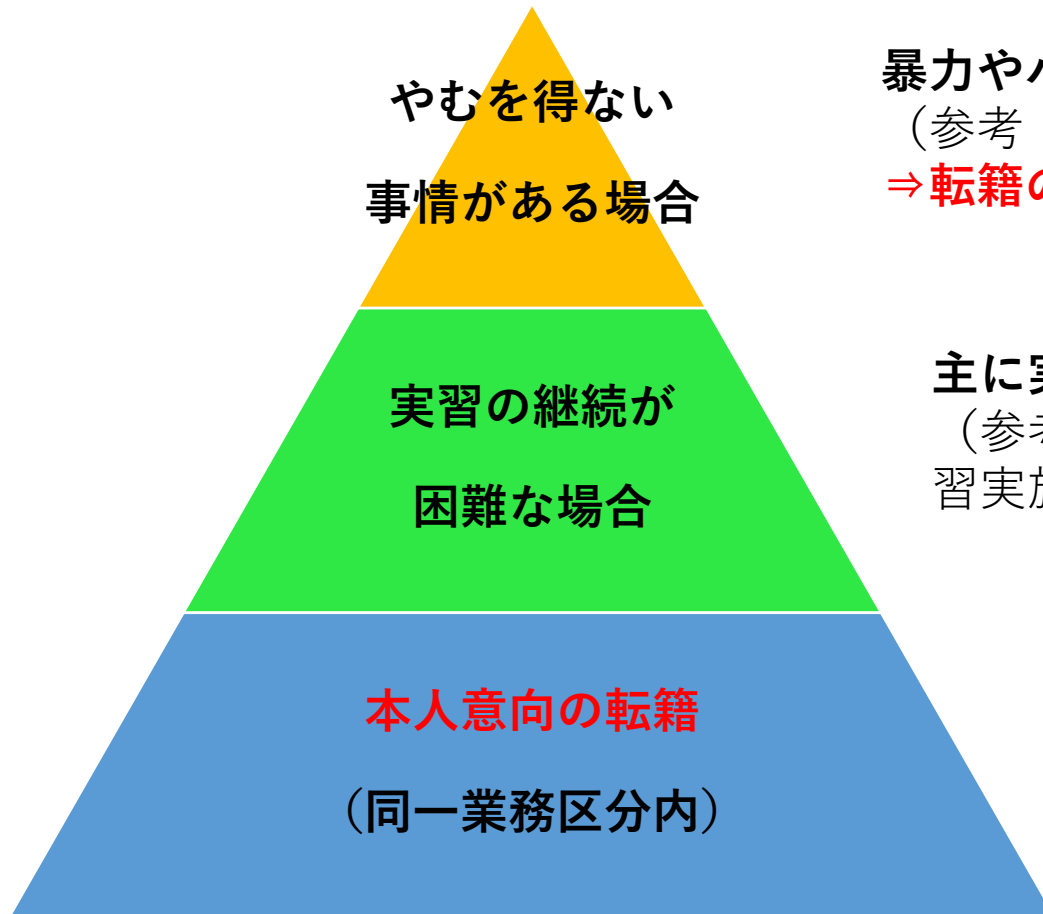 やむを得ない
事情がある場合
暴力や
（参考
⇒転籍の
実習の継続が
困難な場合
主に実
（参考
習実施
本人意向の転籍
（同一業務区分内）